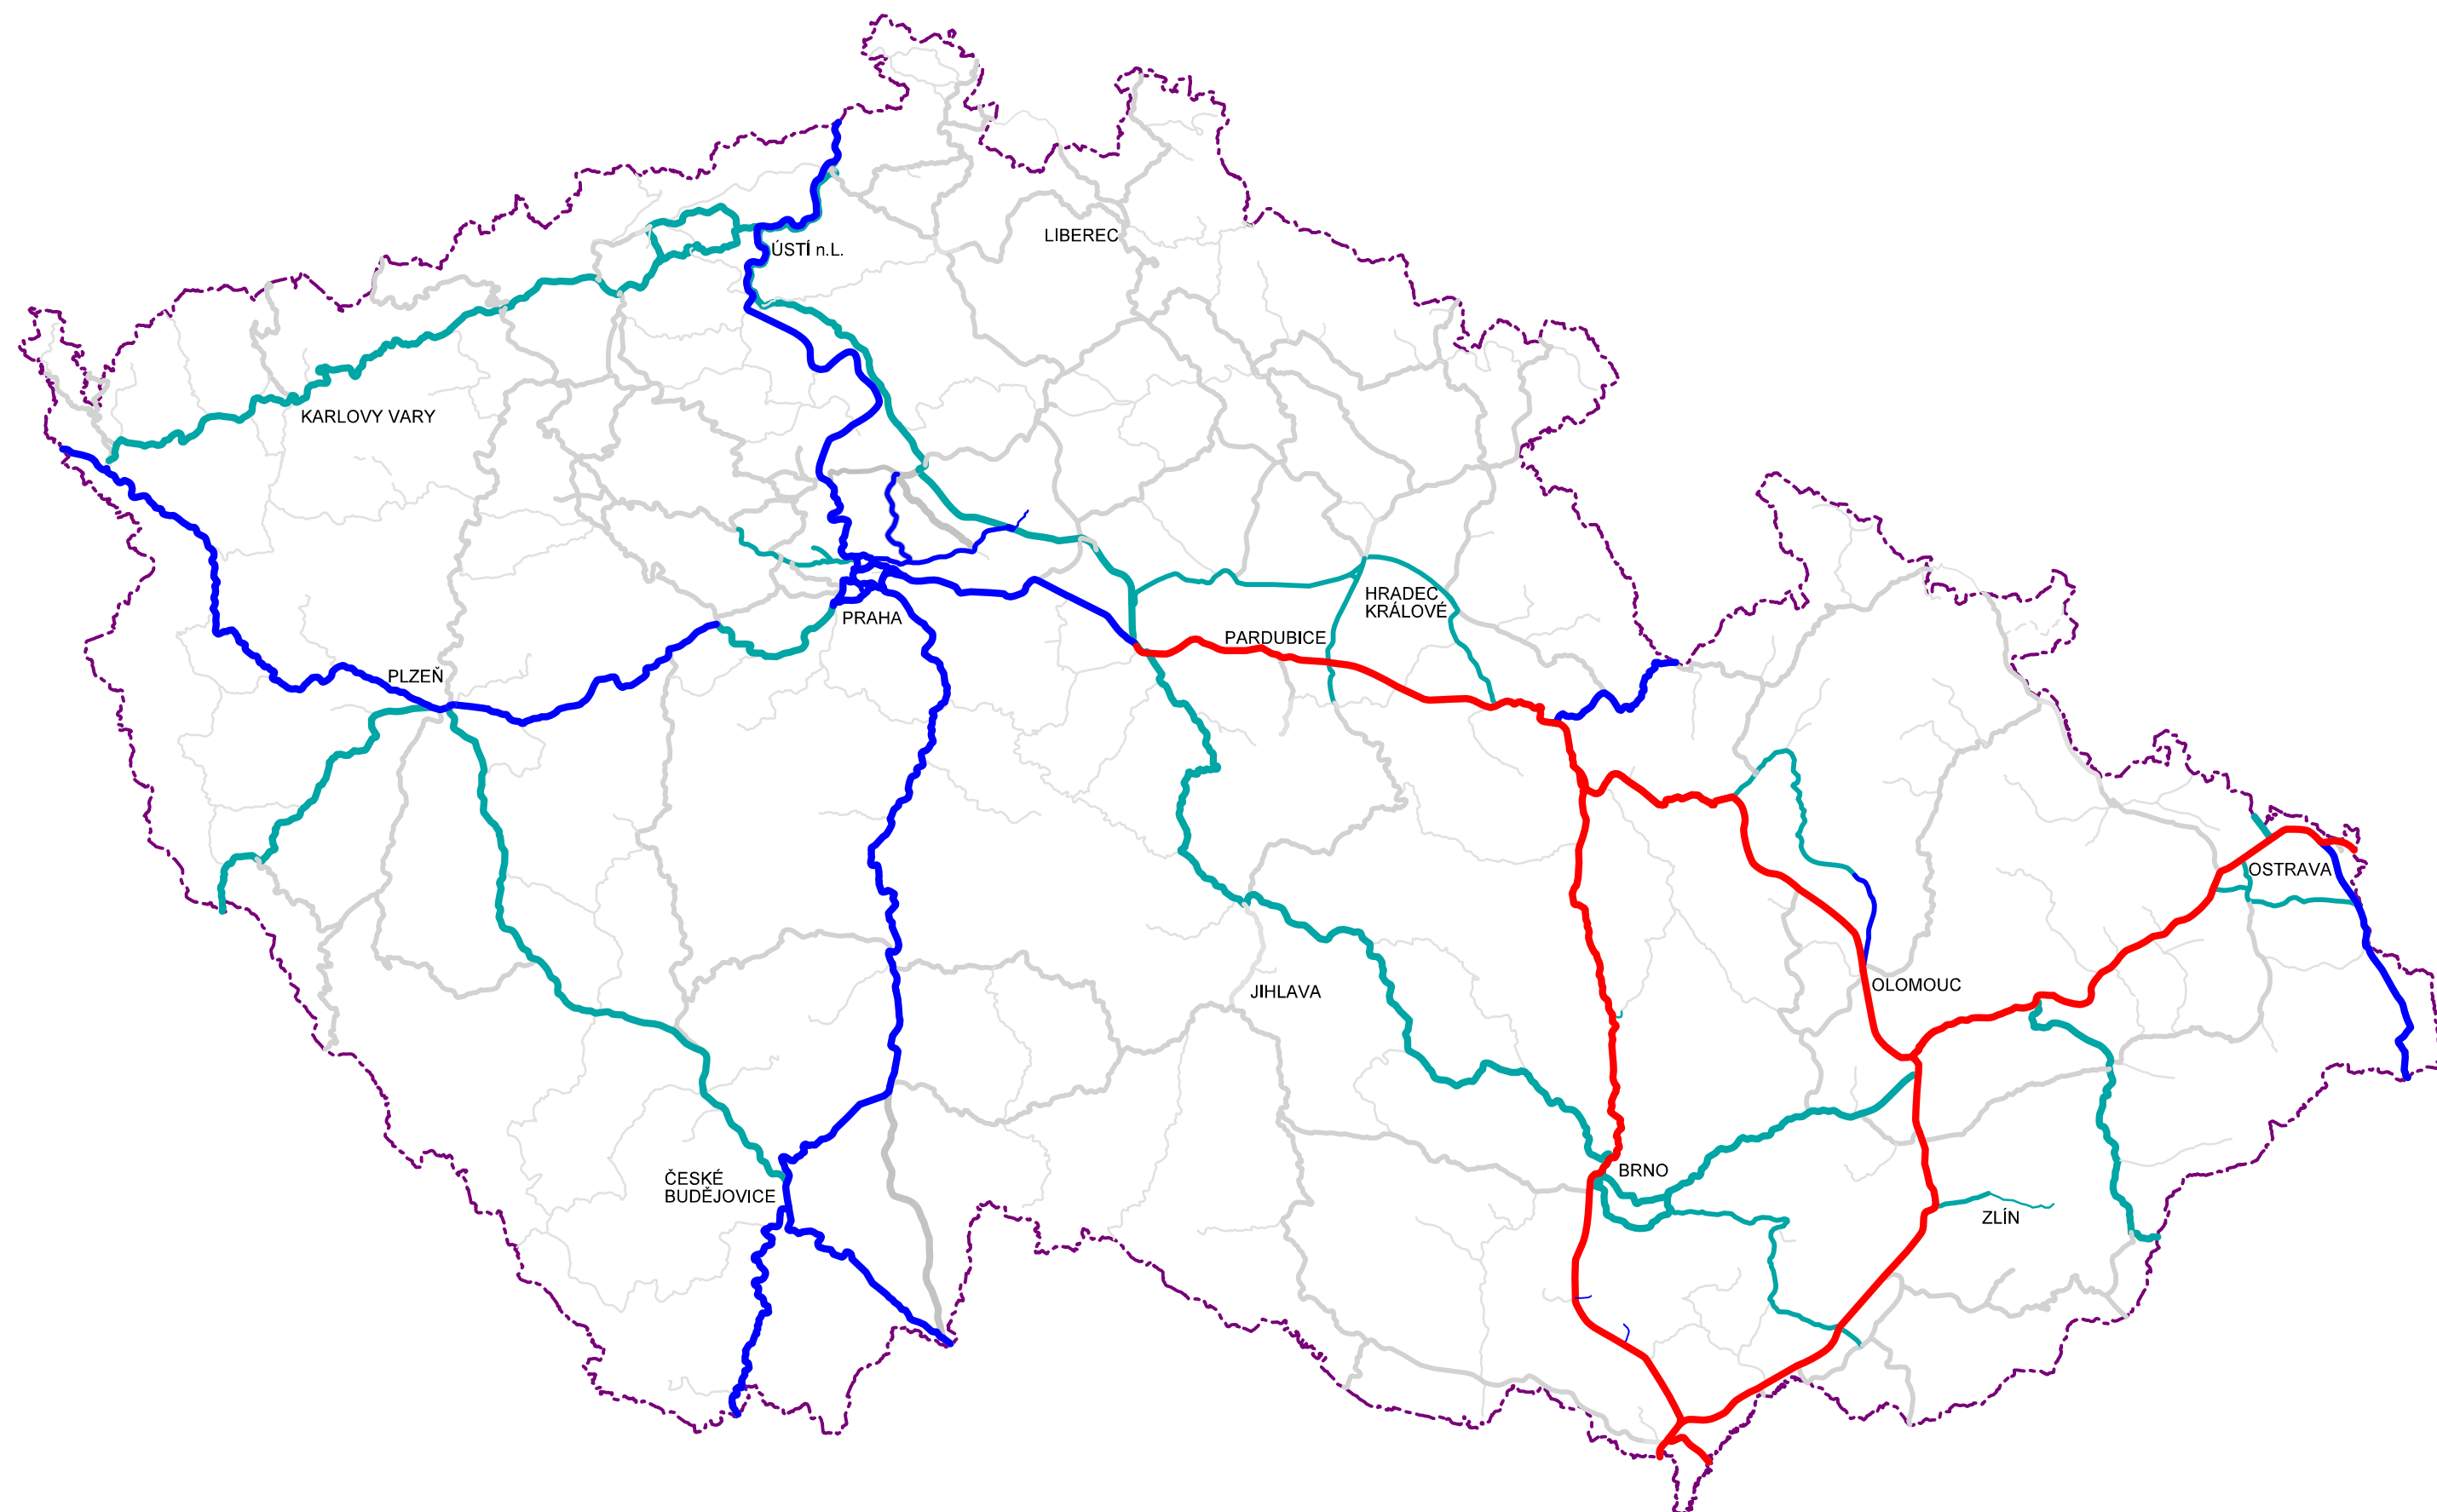 LIBEREC
ÚSTÍ n.L.
KARLOVY VARY
HRADEC
KRÁLOVÉ
PRAHA
PARDUBICE
PLZEŇ
OSTRAVA
OLOMOUC
JIHLAVA
BRNO
ČESKÉ
BUDĚJOVICE
ZLÍN